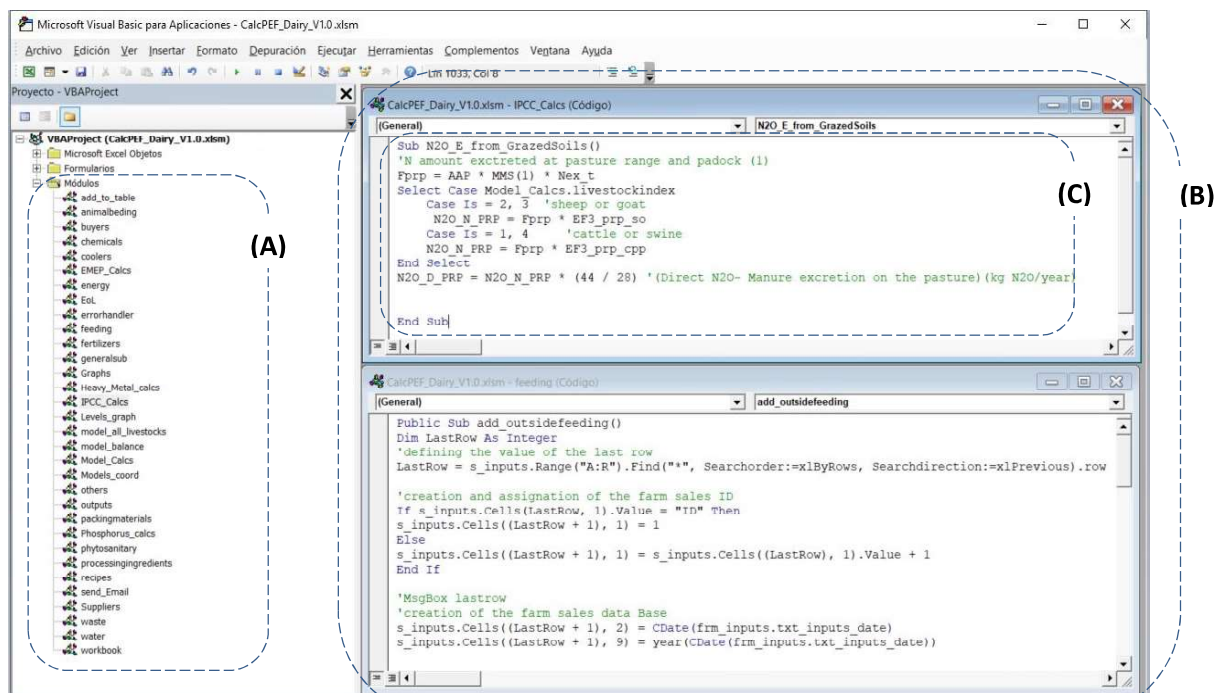 Microsoft Visual Basic para Aplicaciones - CalcPEF_Dairy_V1.0.xlsm
Archivo Edición Ver Insertar Formato Depuración Ejecutar Herramientas Complementos Ventana Ayuda
Lín 1033, Col 8
Proyecto - VBAProject
VBAProject (CalcPEF_Dairy_V1.0.xlsm)
Microsoft Excel Objetos
Formularios
Módulos
add_to_table
animalbeding
buyers
chemicals
coolers
EMEP_Calcs
energy
EoL
errorhandler
feeding
fertilizers
generalsub
Graphs
Heavy_Metal_calcs
IPCC_Calcs
Levels_graph
model_all_livestocks
model_balance
Model_Calcs
Models_coord
others
outputs
packingmaterials
Phosphorus_calcs
phytosanitary
processingingredients
recipes
send_Email
Suppliers
waste
water
workbook
(A)
CalcPEF_Dairy_V1.0.xlsm - IPCC_Calcs (Código)
(General) N2O_E_from_GrazedSoils
Sub N2O_E_from_GrazedSoils()
'N amount exctreted at pasture range and padock (1)
Fprp = AAP * MMS(1) * Nex_t
Select Case Model_Calcs.livestockindex
Case Is = 2, 3 'sheep or goat
N2O_N_PRP = Fprp * EF3_prp_so
Case Is = 1, 4 'cattle or swine
N2O_N_PRP = Fprp * EF3_prp_cpp
End Select
N2O_D_PRP = N2O_N_PRP * (44 / 28) '(Direct N2O- Manure excretion on the pasture)(kg N2O/year)
End Sub
(C)
(B)
CalcPEF_Dairy_V1.0.xlsm - feeding (Código)
(General) add_outsidefeeding
Public Sub add_outsidefeeding()
Dim LastRow As Integer
'defining the value of the last row
LastRow = s_inputs.Range("A:R").Find("*", Searchorder:=xlByRows, Searchdirection:=xlPrevious).row
'creation and assignation of the farm sales ID
If s_inputs.Cells(LastRow, 1).Value = "ID" Then
s_inputs.Cells((LastRow + 1), 1) = 1
Else
s_inputs.Cells((LastRow + 1), 1) = s_inputs.Cells((LastRow), 1).Value + 1
End If
'MsgBox lastrow
'creation of the farm sales data Base
s_inputs.Cells((LastRow + 1), 2) = CDate(frm_inputs.txt_inputs_date)
s_inputs.Cells((LastRow + 1), 9) = year(CDate(frm_inputs.txt_inputs_date))